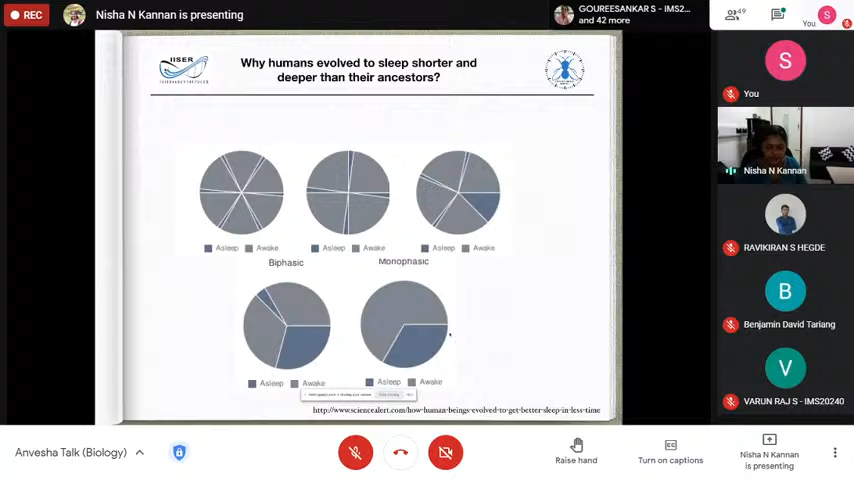 REC
Nisha N Kannan is presenting
GOUREESANKAR S - IMS2...
and 42 more
49
S
You
IISER
Why humans evolved to sleep shorter and
deeper than their ancestors?
S
You
Nisha N Kannan
Asleep Awake
Asleep Awake
Asleep Awake
Biphasic
Monophasic
RAVIKIRAN S HEGDE
B
Benjamin David Tariang
Asleep Awake
Asleep Awake
http://www.sciencealert.com/how-human-beings-evolved-to-get-better-sleep-in-less-time
V
VARUN RAJ S - IMS20240
Anvesha Talk (Biology)
Raise hand
Turn on captions
Nisha N Kannan
is presenting